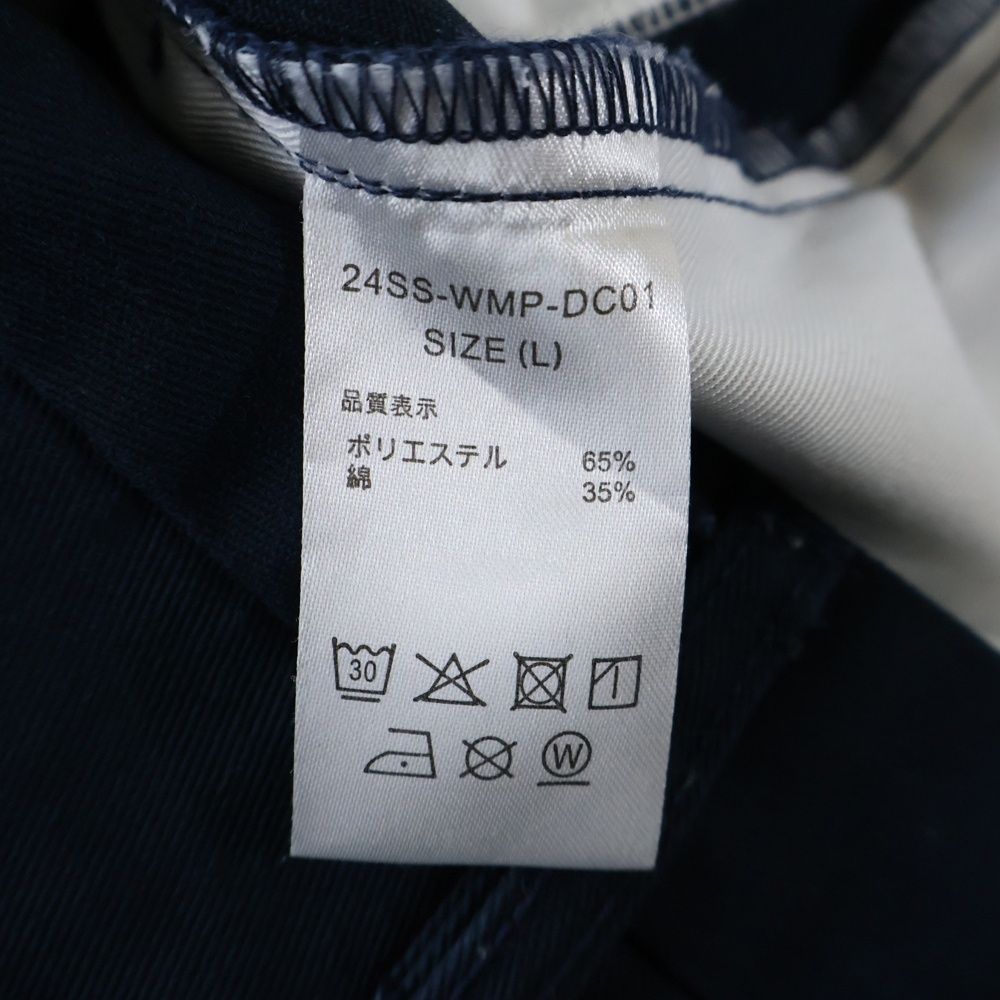 24SS-WMP-DC01
SIZE (L)
品質表示
ポリエステル 65%
綿 35%
30
W